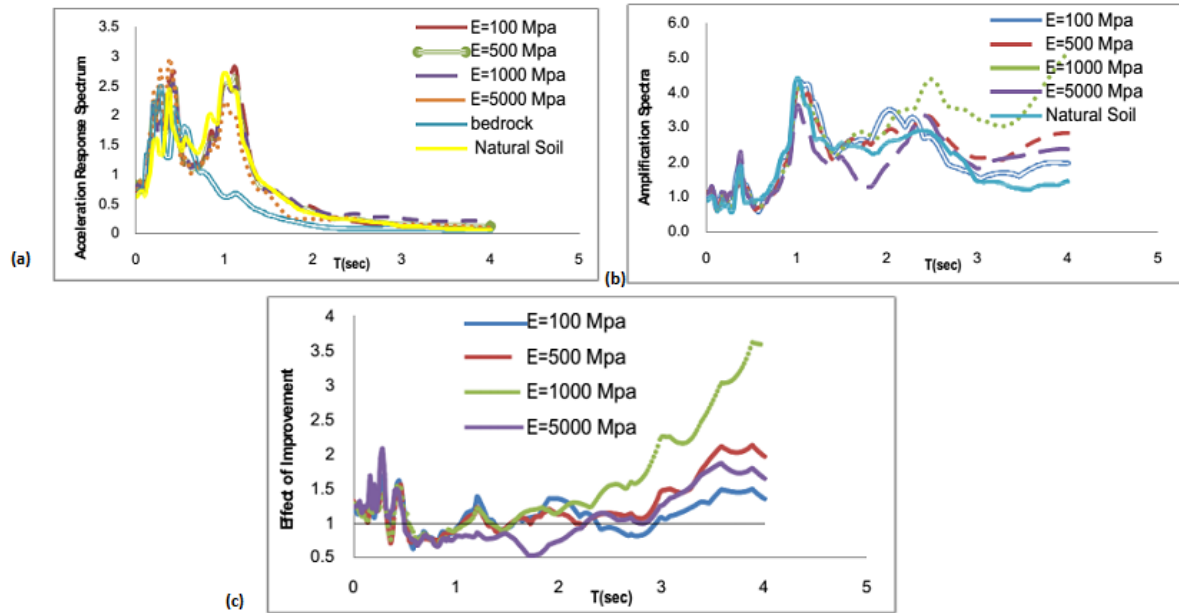 3.5
3
2.5
2
1.5
1
0.5
0
0 1 2 3 4 5
Acceleration Response Spectrum
T(sec)
E=100 Mpa
E=500 Mpa
E=1000 Mpa
E=5000 Mpa
bedrock
Natural Soil
(a)
6.0
5.0
4.0
3.0
2.0
1.0
0.0
0 1 2 3 4 5
Amplification Spectra
T(sec)
E=100 Mpa
E=500 Mpa
E=1000 Mpa
E=5000 Mpa
Natural Soil
(b)
4
3.5
3
2.5
2
1.5
1
0.5
0 1 2 3 4 5
Effect of Improvement
T(sec)
E=100 Mpa
E=500 Mpa
E=1000 Mpa
E=5000 Mpa
(c)